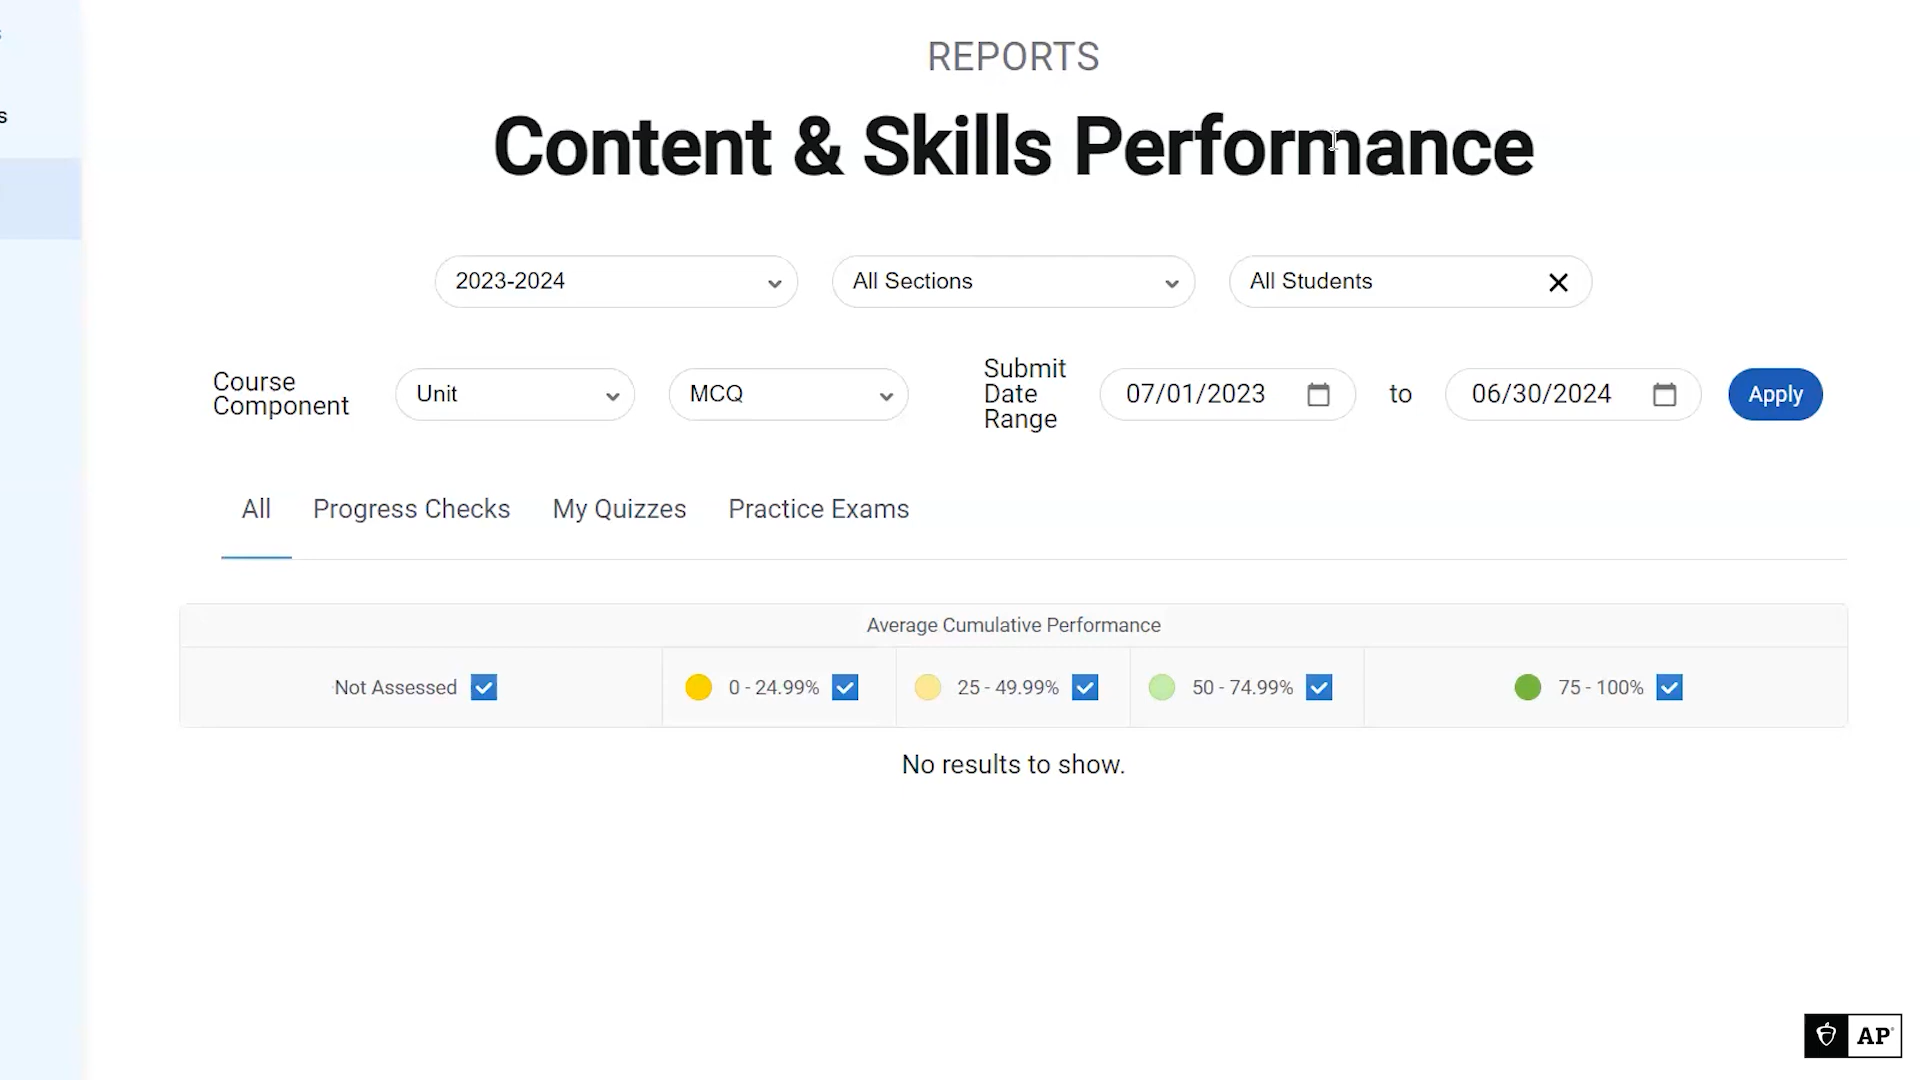 REPORTS
s
Content & Skills Performance
2023-2024
All Sections
All Students
Course
Component
Unit
MCQ
Submit
Date
Range
07/01/2023
to
06/30/2024
Apply
All
Progress Checks
My Quizzes
Practice Exams
Average Cumulative Performance
Not Assessed
0 - 24.99%
25 - 49.99%
50 - 74.99%
75 - 100%
No results to show.
AP